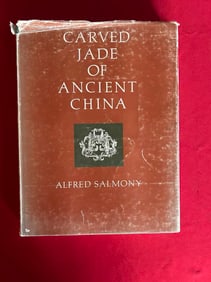 CARVED
JADE
OF
ANCIENT
CHINA
ALFRED SALMONY